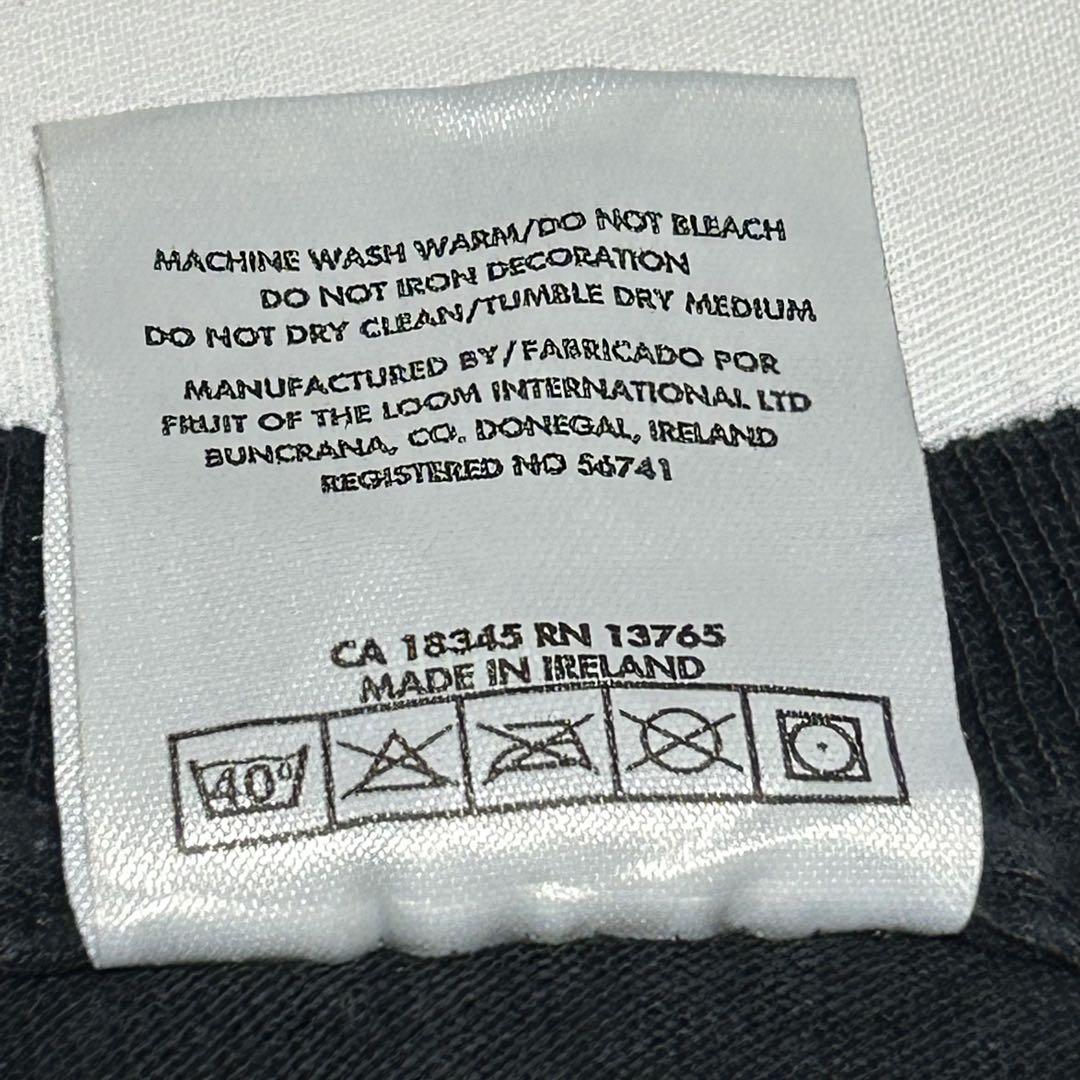 MACHINE WASH WARM/DO NOT BLEACH
DO NOT IRON DECORATION
DO NOT DRY CLEAN/TUMBLE DRY MEDIUM
MANUFACTURED BY/FABRICADO POR
FRUIT OF THE LOOM INTERNATIONAL LTD
BUNCRANA, CO. DONEGAL, IRELAND
REGISTERED NO 56741
CA 18345 RN 13765
MADE IN IRELAND
40°